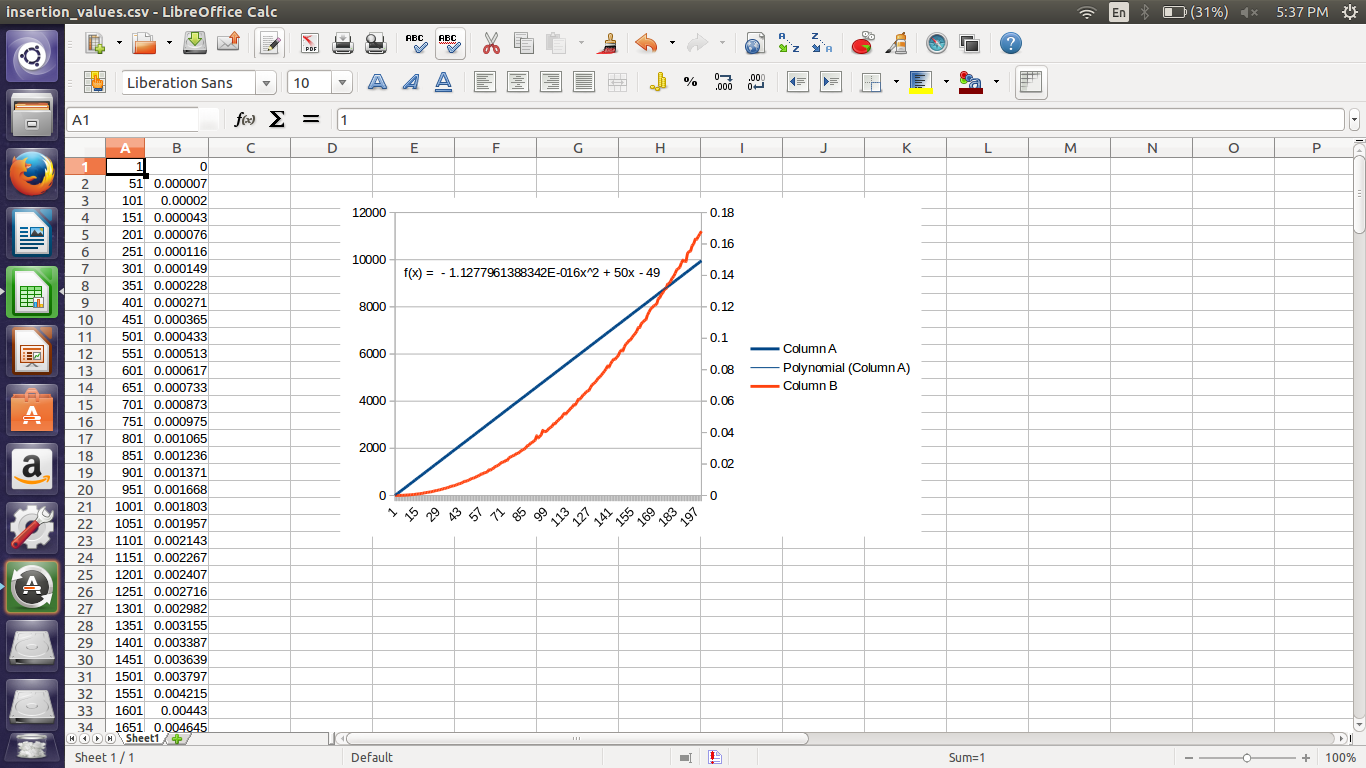 insertion_values.csv - LibreOffice Calc En (31%) 5:37 PM
Liberation Sans 10
A1 f(x) Σ = 1
A B C D E F G H I J K L M N O P
1 1 0
2 51 0.000007
3 101 0.00002
4 151 0.000043
5 201 0.000076
6 251 0.000116
7 301 0.000149
8 351 0.000228
9 401 0.000271
10 451 0.000365
11 501 0.000433
12 551 0.000513
13 601 0.000617
14 651 0.000733
15 701 0.000873
16 751 0.000975
17 801 0.001065
18 851 0.001236
19 901 0.001371
20 951 0.001668
21 1001 0.001803
22 1051 0.001957
23 1101 0.002143
24 1151 0.002267
25 1201 0.002407
26 1251 0.002716
27 1301 0.002982
28 1351 0.003155
29 1401 0.003387
30 1451 0.003639
31 1501 0.003797
32 1551 0.004215
33 1601 0.00443
34 1651 0.004645
12000
10000
8000
6000
4000
2000
0
f(x) = - 1.1277961388342E-016x^2 + 50x - 49
0.18
0.16
0.14
0.12
0.1
0.08
0.06
0.04
0.02
0
1 15 29 43 57 71 85 99 113 127 141 155 169 183 197
Column A
Polynomial (Column A)
Column B
Sheet1
Sheet 1 / 1 Default Sum=1 100%